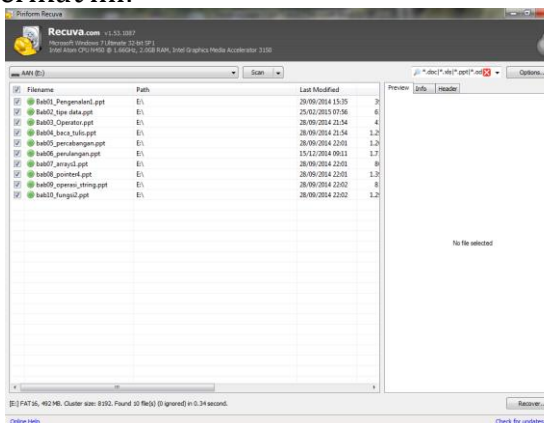 Piriform Recuva
Recuva.com v1.52.1087
Microsoft Windows 7 Ultimate 32-bit SP1
Intel Atom CPU N450 @ 1.66GHz, 2.0GB RAM, Intel Graphics Media Accelerator 3150
AAN (E:) Scan *.doc|*.xls|*.ppt|*.od Options...
Filename Path Last Modified Preview Info Header
Bab01_Pengenalan1.ppt E:\ 29/09/2014 15:35
Bab02_tipe data.ppt E:\ 25/02/2015 07:56
Bab03_Operator.ppt E:\ 28/09/2014 21:54
Bab04_baca_tulis.ppt E:\ 28/09/2014 21:54
bab05_percabangan.ppt E:\ 28/09/2014 22:01
bab06_perulangan.ppt E:\ 15/12/2014 09:11
bab07_arrays1.ppt E:\ 28/09/2014 22:01
bab08_pointer4.ppt E:\ 28/09/2014 22:01
bab09_operasi_string.ppt E:\ 28/09/2014 22:02
bab10_fungsi2.ppt E:\ 28/09/2014 22:02
No file selected
[E:] FAT16, 492 MB. Cluster size: 8192. Found 10 file(s) (0 ignored) in 0.34 second. Recover...
Online Help Check for updates